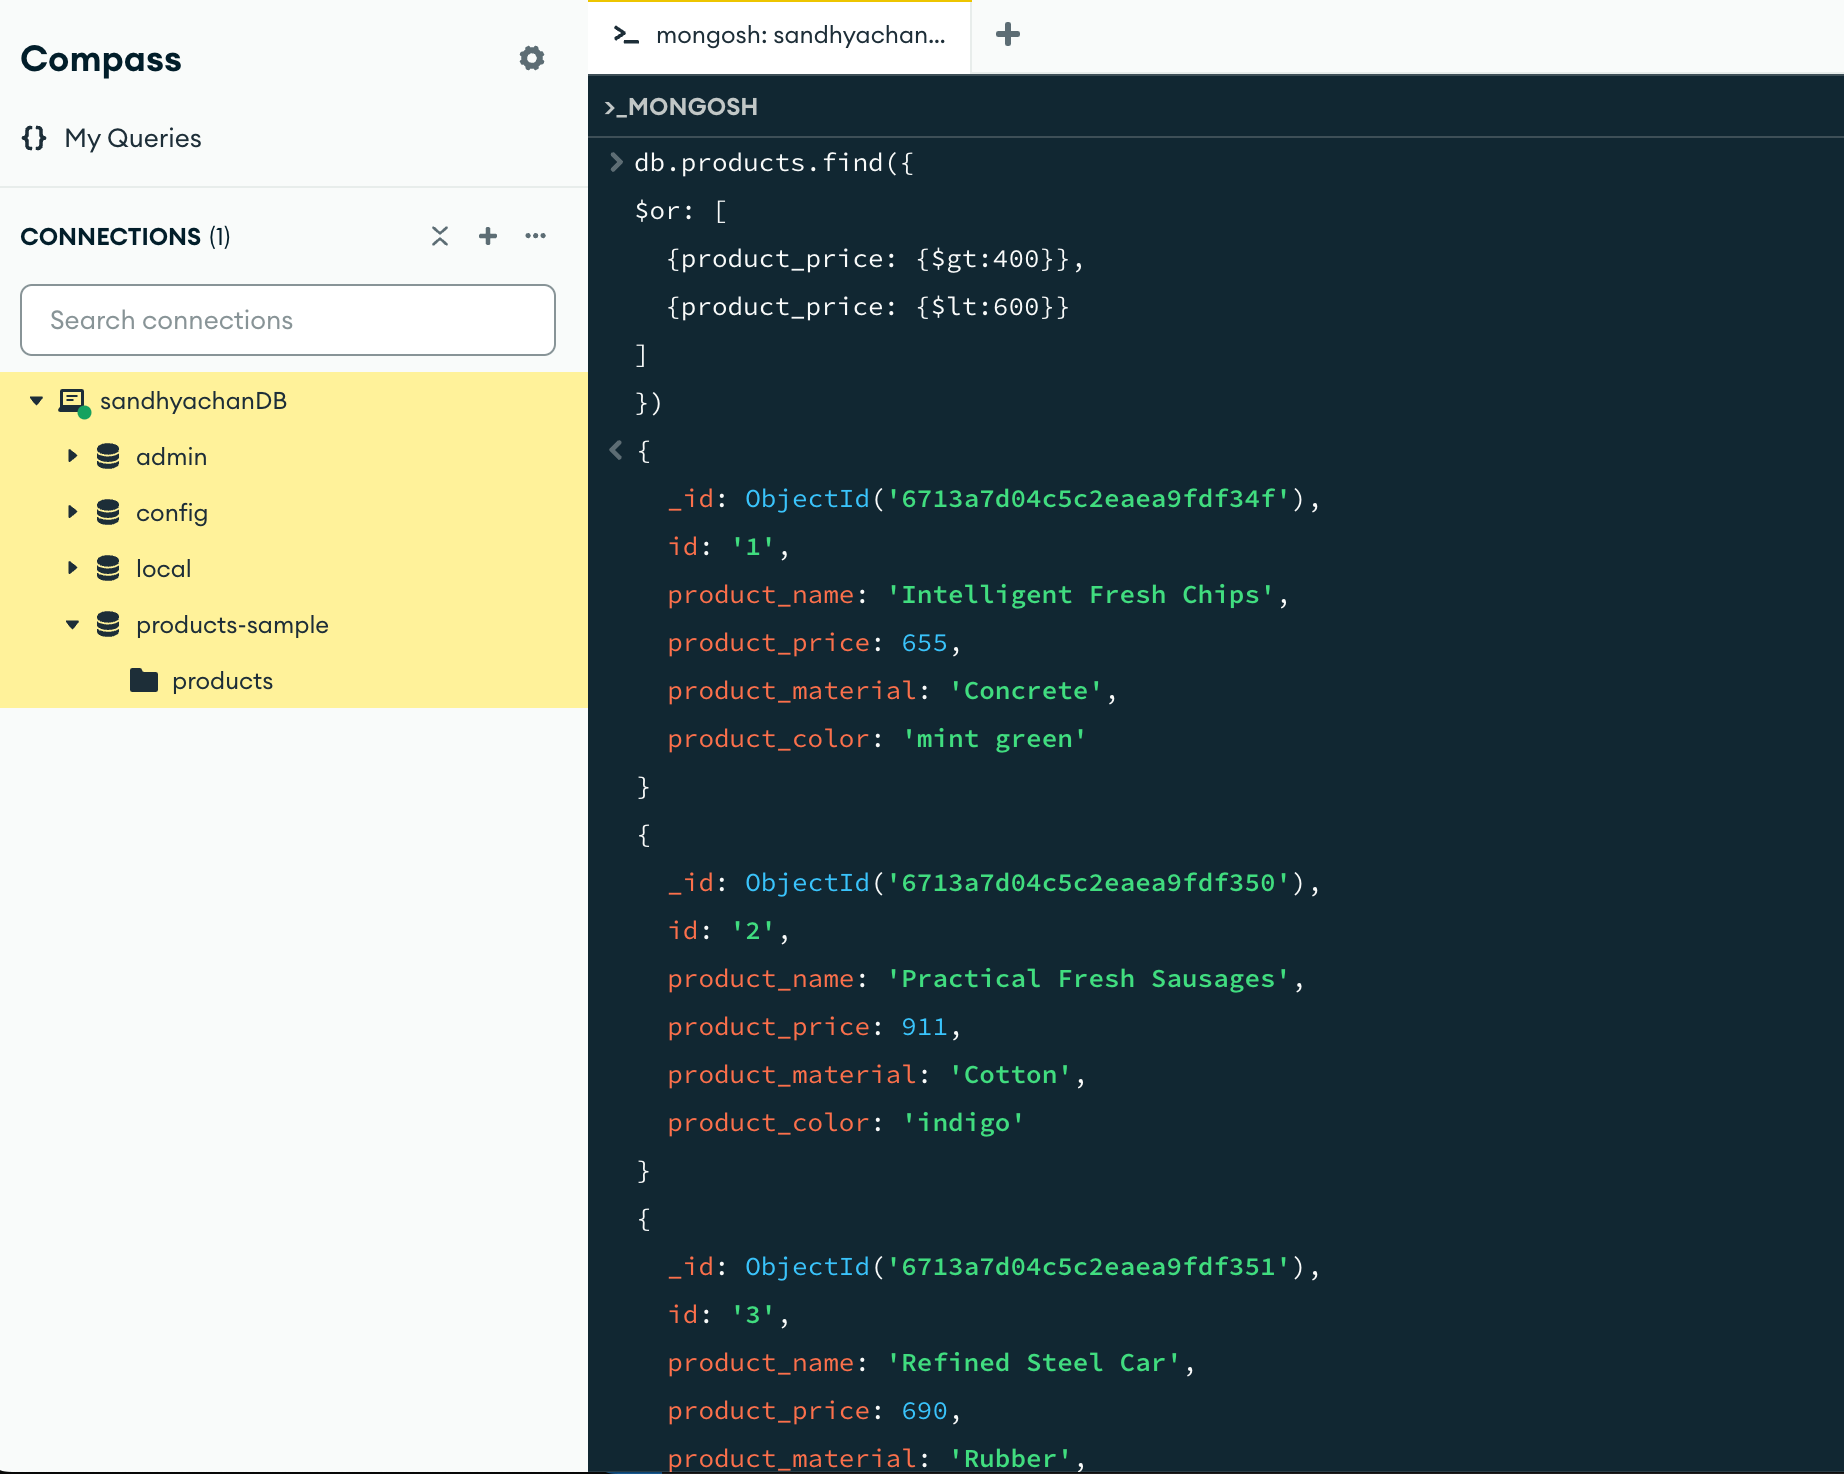 Compass
{} My Queries
CONNECTIONS (1)
Search connections
sandhyachanDB
admin
config
local
products-sample
products
>_ mongosh: sandhyachan...
>_MONGOSH
db.products.find({
$or: [
{product_price: {$gt:400}},
{product_price: {$lt:600}}
]
})
{
_id: ObjectId('6713a7d04c5c2eaea9fdf34f'),
id: '1',
product_name: 'Intelligent Fresh Chips',
product_price: 655,
product_material: 'Concrete',
product_color: 'mint green'
}
{
_id: ObjectId('6713a7d04c5c2eaea9fdf350'),
id: '2',
product_name: 'Practical Fresh Sausages',
product_price: 911,
product_material: 'Cotton',
product_color: 'indigo'
}
{
_id: ObjectId('6713a7d04c5c2eaea9fdf351'),
id: '3',
product_name: 'Refined Steel Car',
product_price: 690,
product_material: 'Rubber',